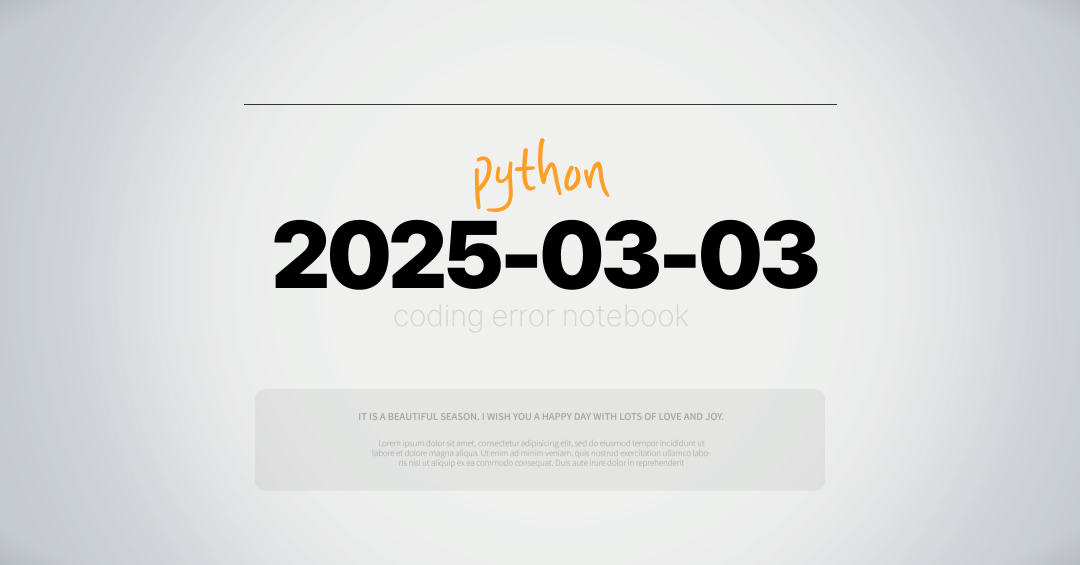 python
2025-03-03
coding error notebook
IT IS A BEAUTIFUL SEASON. I WISH YOU A HAPPY DAY WITH LOTS OF LOVE AND JOY.
Lorem ipsum dolor sit amet, consectetur adipisicing elit, sed do eiusmod tempor incididunt ut
labore et dolore magna aliqua. Ut enim ad minim veniam, quis nostrud exercitation ullamco labo-
ris nisi ut aliquip ex ea commodo consequat. Duis aute irure dolor in reprehenderit